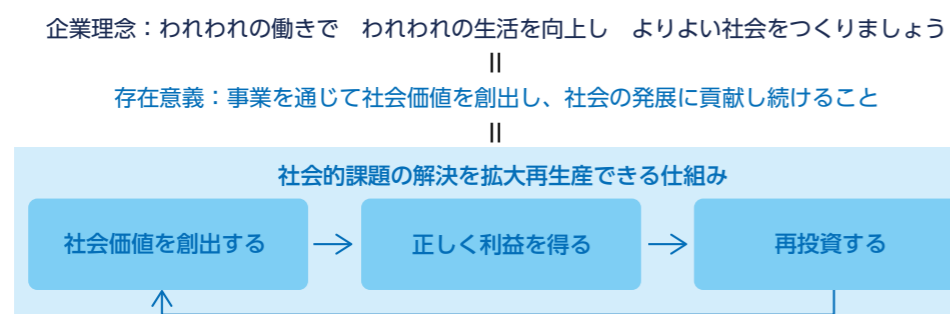 企業理念：われわれの働きで　われわれの生活を向上し　よりよい社会をつくりましょう
||
存在意義：事業を通じて社会価値を創出し、社会の発展に貢献し続けること
||
社会的課題の解決を拡大再生産できる仕組み
社会価値を創出する
正しく利益を得る
再投資する